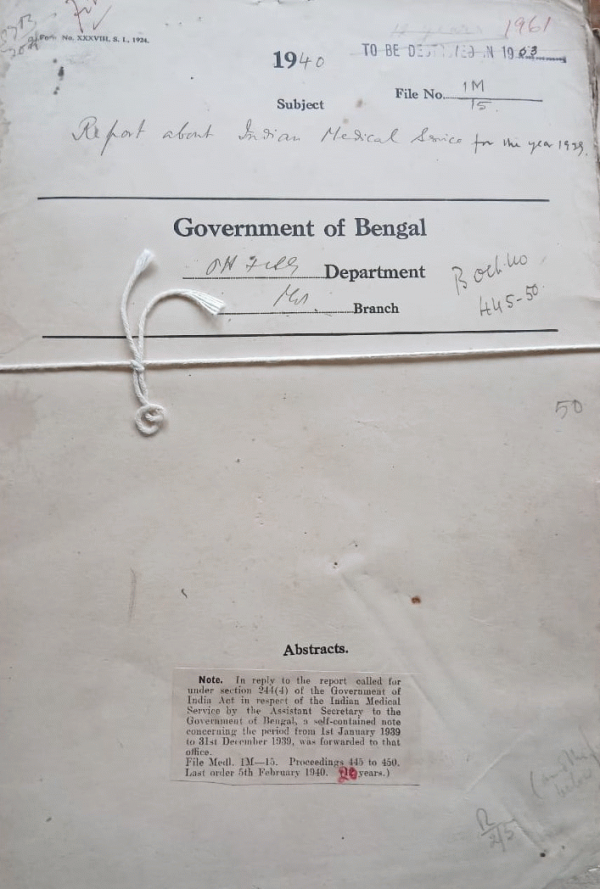 Form No. XXXVIII. S. I., 1924.
4 years 1961
1940 TO BE DESTROYED IN 1963
File No. 1M
15.
Subject
Report about Indian Medical Service for the year 1939.
Government of Bengal
Department
Branch
445-50
50
Abstracts.
Note. In reply to the report called for
under section 244(4) of the Government of
India Act in respert of the Indian Medical
Service by the Assistant Secretary to the
Government of Bengal, a self-contained note
concerning the period from 1st January 1939
to 31st December 1939, was forwarded to that
office.
File Medl. 1M—15. Proceedings 445 to 450.
Last order 5th February 1940. 20 years.)